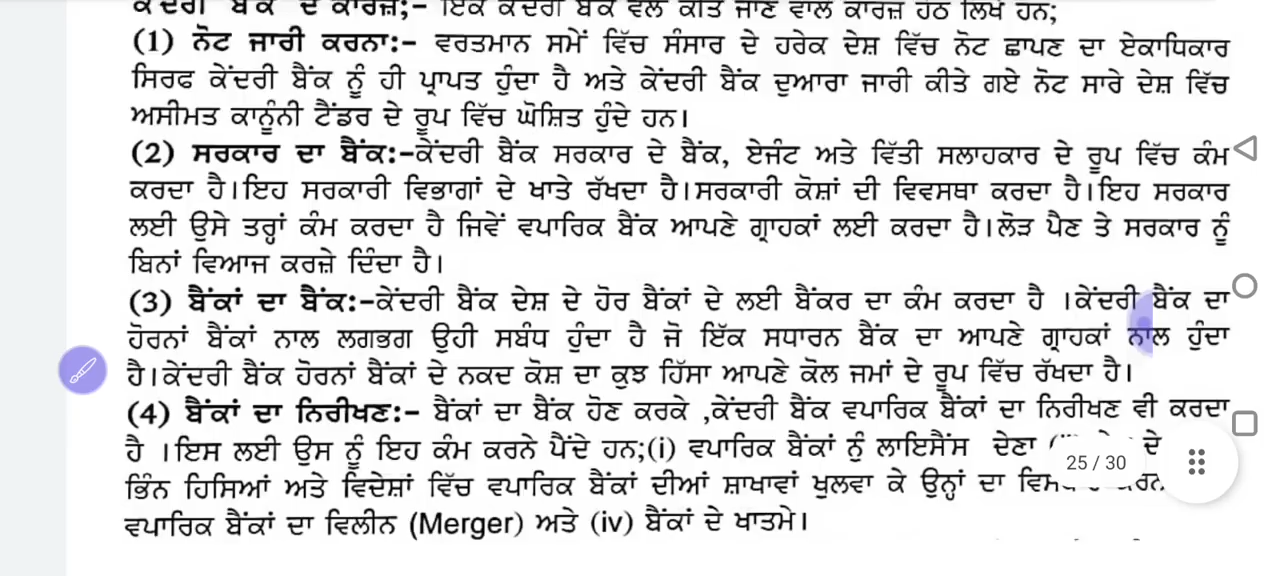 ਕੇਂਦਰੀ ਬੈਂਕ ਦੇ ਕਾਰਜ਼;- ਇਕ ਕੇਂਦਰੀ ਬੈਂਕ ਵਲੋਂ ਕੀਤੇ ਜਾਣ ਵਾਲੇ ਕਾਰਜ਼ ਹੇਠ ਲਿਖੇ ਹਨ;
(1) ਨੋਟ ਜਾਰੀ ਕਰਨਾ:- ਵਰਤਮਾਨ ਸਮੇਂ ਵਿੱਚ ਸੰਸਾਰ ਦੇ ਹਰੇਕ ਦੇਸ਼ ਵਿੱਚ ਨੋਟ ਛਾਪਣ ਦਾ ਏਕਾਧਿਕਾਰ
ਸਿਰਫ ਕੇਂਦਰੀ ਬੈਂਕ ਨੂੰ ਹੀ ਪ੍ਰਾਪਤ ਹੁੰਦਾ ਹੈ ਅਤੇ ਕੇਂਦਰੀ ਬੈਂਕ ਦੁਆਰਾ ਜਾਰੀ ਕੀਤੇ ਗਏ ਨੋਟ ਸਾਰੇ ਦੇਸ਼ ਵਿੱਚ
ਅਸੀਮਤ ਕਾਨੂੰਨੀ ਟੈਂਡਰ ਦੇ ਰੂਪ ਵਿੱਚ ਘੋਸ਼ਿਤ ਹੁੰਦੇ ਹਨ।
(2) ਸਰਕਾਰ ਦਾ ਬੈਂਕ:-ਕੇਂਦਰੀ ਬੈਂਕ ਸਰਕਾਰ ਦੇ ਬੈਂਕ, ਏਜੰਟ ਅਤੇ ਵਿੱਤੀ ਸਲਾਹਕਾਰ ਦੇ ਰੂਪ ਵਿੱਚ ਕੰਮ
ਕਰਦਾ ਹੈ।ਇਹ ਸਰਕਾਰੀ ਵਿਭਾਗਾਂ ਦੇ ਖਾਤੇ ਰੱਖਦਾ ਹੈ।ਸਰਕਾਰੀ ਕੋਸ਼ਾਂ ਦੀ ਵਿਵਸਥਾ ਕਰਦਾ ਹੈ।ਇਹ ਸਰਕਾਰ
ਲਈ ਉਸੇ ਤਰ੍ਹਾਂ ਕੰਮ ਕਰਦਾ ਹੈ ਜਿਵੇਂ ਵਪਾਰਿਕ ਬੈਂਕ ਆਪਣੇ ਗ੍ਰਾਹਕਾਂ ਲਈ ਕਰਦਾ ਹੈ।ਲੋੜ ਪੈਣ ਤੇ ਸਰਕਾਰ ਨੂੰ
ਬਿਨਾਂ ਵਿਆਜ ਕਰਜ਼ੇ ਦਿੰਦਾ ਹੈ।
(3) ਬੈਂਕਾਂ ਦਾ ਬੈਂਕ:-ਕੇਂਦਰੀ ਬੈਂਕ ਦੇਸ਼ ਦੇ ਹੋਰ ਬੈਂਕਾਂ ਦੇ ਲਈ ਬੈਂਕਰ ਦਾ ਕੰਮ ਕਰਦਾ ਹੈ ।ਕੇਂਦਰੀ ਬੈਂਕ ਦਾ
ਹੋਰਨਾਂ ਬੈਂਕਾਂ ਨਾਲ ਲਗਭਗ ਉਹੀ ਸਬੰਧ ਹੁੰਦਾ ਹੈ ਜੋ ਇੱਕ ਸਧਾਰਨ ਬੈਂਕ ਦਾ ਆਪਣੇ ਗ੍ਰਾਹਕਾਂ ਨਾਲ ਹੁੰਦਾ
ਹੈ।ਕੇਂਦਰੀ ਬੈਂਕ ਹੋਰਨਾਂ ਬੈਂਕਾਂ ਦੇ ਨਕਦ ਕੋਸ਼ ਦਾ ਕੁਝ ਹਿੱਸਾ ਆਪਣੇ ਕੋਲ ਜਮਾਂ ਦੇ ਰੂਪ ਵਿੱਚ ਰੱਖਦਾ ਹੈ।
(4) ਬੈਂਕਾਂ ਦਾ ਨਿਰੀਖਣ:- ਬੈਂਕਾਂ ਦਾ ਬੈਂਕ ਹੋਣ ਕਰਕੇ ,ਕੇਂਦਰੀ ਬੈਂਕ ਵਪਾਰਿਕ ਬੈਂਕਾਂ ਦਾ ਨਿਰੀਖਣ ਵੀ ਕਰਦਾ
ਹੈ ।ਇਸ ਲਈ ਉਸ ਨੂੰ ਇਹ ਕੰਮ ਕਰਨੇ ਪੈਂਦੇ ਹਨ;(i) ਵਪਾਰਿਕ ਬੈਂਕਾਂ ਨੂੰ ਲਾਇਸੈਂਸ ਦੇਣਾ ਦੇ
25 / 30
ਭਿੰਨ ਹਿਸਿਆਂ ਅਤੇ ਵਿਦੇਸ਼ਾਂ ਵਿੱਚ ਵਪਾਰਿਕ ਬੈਂਕਾਂ ਦੀਆਂ ਸ਼ਾਖਾਵਾਂ ਖੁਲਵਾ ਕੇ ਉਨ੍ਹਾਂ ਦਾ
ਵਪਾਰਿਕ ਬੈਂਕਾਂ ਦਾ ਵਿਲੀਨ (Merger) ਅਤੇ (iv) ਬੈਂਕਾਂ ਦੇ ਖਾਤਮੇ।